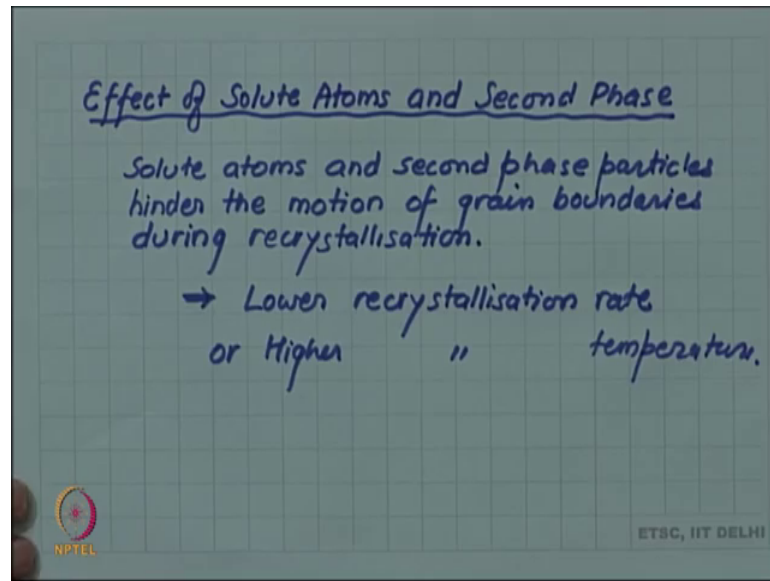 Effect of Solute Atoms and Second Phase
Solute atoms and second phase particles
hinder the motion of grain boundaries
during recrystallisation.
→ Lower recrystallisation rate
or Higher " temperature.
NPTEL
ETSC, IIT DELHI